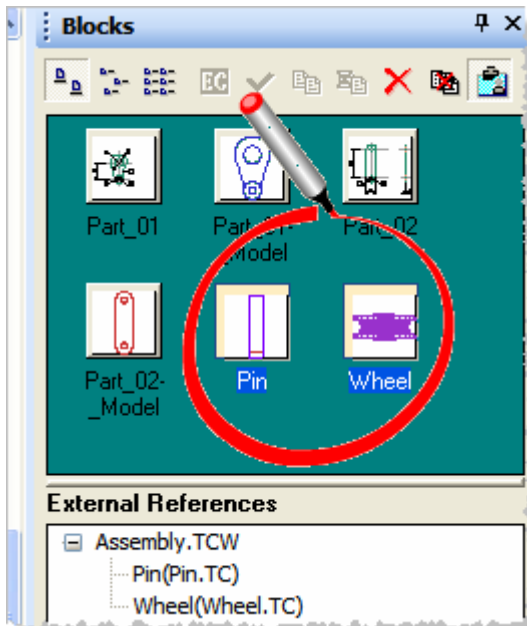 Blocks
EC
Part_01
Part_01-
_Model
Part_02
Part_02-
_Model
Pin
Wheel
External References
Assembly.TCW
Pin(Pin.TC)
Wheel(Wheel.TC)